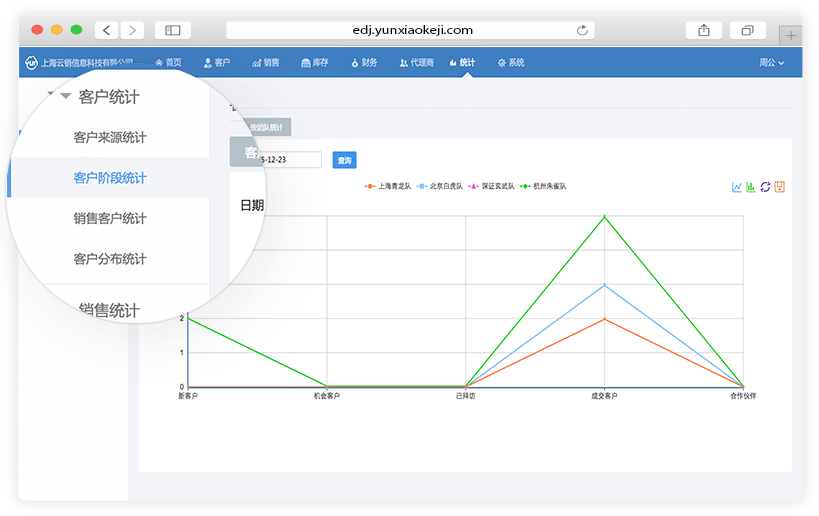 edj.yunxiaokeji.com
上海云销信息科技有限公司 首页 客户 销售 库存 财务 代理商 统计 系统 周公
客户统计
客户来源统计
客户阶段统计
销售客户统计
客户分布统计
销售统计
按团队统计
客
5-12-23 查询
日期
上海青龙队 北京白虎队 深证玄武队 杭州朱雀队
2
1
0
新客户 机会客户 已拜访 成交客户 合作伙伴